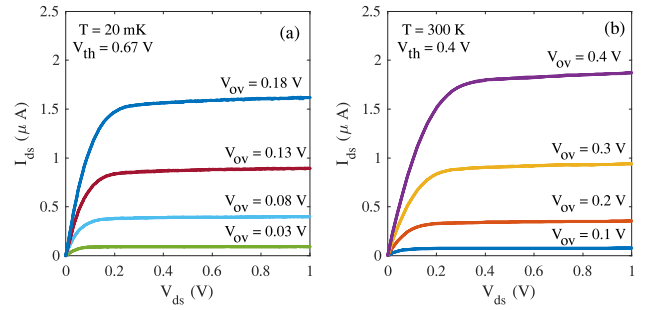 T = 20 mK
V_th = 0.67 V
(a)
V_ov = 0.18 V
V_ov = 0.13 V
V_ov = 0.08 V
V_ov = 0.03 V
2.5
2
1.5
1
0.5
0
0 0.2 0.4 0.6 0.8 1
I_ds (μ A)
V_ds (V)
T = 300 K
V_th = 0.4 V
(b)
V_ov = 0.4 V
V_ov = 0.3 V
V_ov = 0.2 V
V_ov = 0.1 V
2.5
2
1.5
1
0.5
0
0 0.2 0.4 0.6 0.8 1
I_ds (μ A)
V_ds (V)